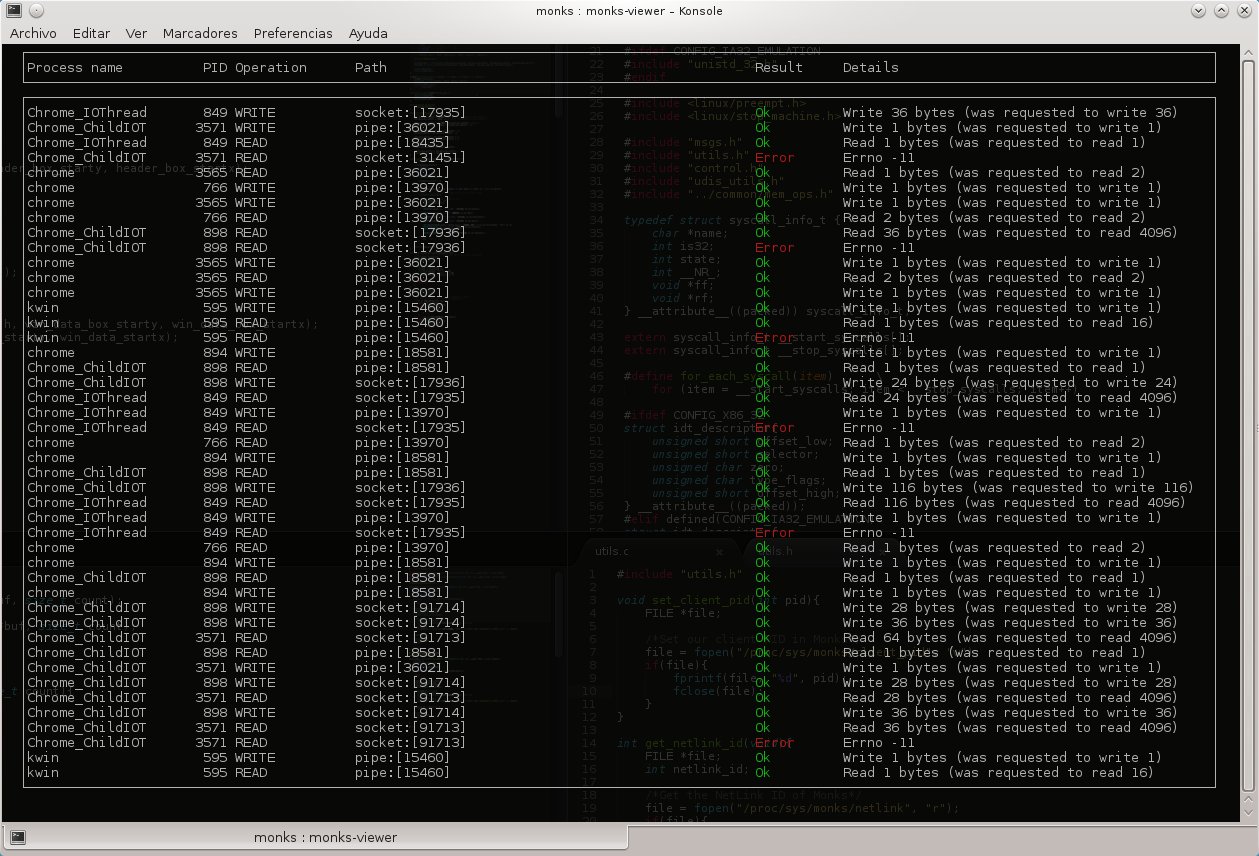 monks : monks-viewer – Konsole
Archivo Editar Ver Marcadores Preferencias Ayuda
Process name PID Operation Path Result Details
Chrome_IOThread 849 WRITE socket:[17935] Ok Write 36 bytes (was requested to write 36)
Chrome_ChildIOT 3571 WRITE pipe:[36021] Ok Write 1 bytes (was requested to write 1)
Chrome_IOThread 849 READ pipe:[18435] Ok Read 1 bytes (was requested to read 1)
Chrome_ChildIOT 3571 READ socket:[31451] Error Errno -11
chrome 3565 READ pipe:[36021] Ok Read 1 bytes (was requested to read 2)
chrome 766 WRITE pipe:[13970] Ok Write 1 bytes (was requested to write 1)
chrome 3565 WRITE pipe:[36021] Ok Write 1 bytes (was requested to write 1)
chrome 766 READ pipe:[13970] Ok Read 2 bytes (was requested to read 2)
Chrome_ChildIOT 898 READ socket:[17936] Ok Read 36 bytes (was requested to read 4096)
Chrome_ChildIOT 898 READ socket:[17936] Error Errno -11
chrome 3565 WRITE pipe:[36021] Ok Write 1 bytes (was requested to write 1)
chrome 3565 READ pipe:[36021] Ok Read 2 bytes (was requested to read 2)
chrome 3565 WRITE pipe:[36021] Ok Write 1 bytes (was requested to write 1)
kwin 595 WRITE pipe:[15460] Ok Write 1 bytes (was requested to write 1)
kwin 595 READ pipe:[15460] Ok Read 1 bytes (was requested to read 16)
kwin 595 READ pipe:[15460] Error Errno -11
chrome 894 WRITE pipe:[18581] Ok Write 1 bytes (was requested to write 1)
Chrome_ChildIOT 898 READ pipe:[18581] Ok Read 1 bytes (was requested to read 1)
Chrome_ChildIOT 898 WRITE socket:[17936] Ok Write 24 bytes (was requested to write 24)
Chrome_IOThread 849 READ socket:[17935] Ok Read 24 bytes (was requested to read 4096)
Chrome_IOThread 849 WRITE pipe:[13970] Ok Write 1 bytes (was requested to write 1)
Chrome_IOThread 849 READ socket:[17935] Error Errno -11
chrome 766 READ pipe:[13970] Ok Read 1 bytes (was requested to read 2)
chrome 894 WRITE pipe:[18581] Ok Write 1 bytes (was requested to write 1)
Chrome_ChildIOT 898 READ pipe:[18581] Ok Read 1 bytes (was requested to read 1)
Chrome_ChildIOT 898 WRITE socket:[17936] Ok Write 116 bytes (was requested to write 116)
Chrome_IOThread 849 READ socket:[17935] Ok Read 116 bytes (was requested to read 4096)
Chrome_IOThread 849 WRITE pipe:[13970] Ok Write 1 bytes (was requested to write 1)
Chrome_IOThread 849 READ socket:[17935] Error Errno -11
chrome 766 READ pipe:[13970] Ok Read 1 bytes (was requested to read 2)
chrome 894 WRITE pipe:[18581] Ok Write 1 bytes (was requested to write 1)
Chrome_ChildIOT 898 READ pipe:[18581] Ok Read 1 bytes (was requested to read 1)
chrome 894 WRITE pipe:[18581] Ok Write 1 bytes (was requested to write 1)
Chrome_ChildIOT 898 WRITE socket:[91714] Ok Write 28 bytes (was requested to write 28)
Chrome_ChildIOT 898 WRITE socket:[91714] Ok Write 36 bytes (was requested to write 36)
Chrome_ChildIOT 3571 READ socket:[91713] Ok Read 64 bytes (was requested to read 4096)
Chrome_ChildIOT 898 READ pipe:[18581] Ok Read 1 bytes (was requested to read 1)
Chrome_ChildIOT 3571 WRITE pipe:[36021] Ok Write 1 bytes (was requested to write 1)
Chrome_ChildIOT 898 WRITE socket:[91714] Ok Write 28 bytes (was requested to write 28)
Chrome_ChildIOT 3571 READ socket:[91713] Ok Read 28 bytes (was requested to read 4096)
Chrome_ChildIOT 898 WRITE socket:[91714] Ok Write 36 bytes (was requested to write 36)
Chrome_ChildIOT 3571 READ socket:[91713] Ok Read 36 bytes (was requested to read 4096)
Chrome_ChildIOT 3571 READ socket:[91713] Error Errno -11
kwin 595 WRITE pipe:[15460] Ok Write 1 bytes (was requested to write 1)
kwin 595 READ pipe:[15460] Ok Read 1 bytes (was requested to read 16)
monks : monks-viewer